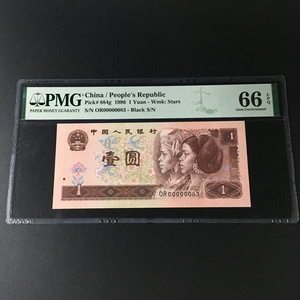 PMG
PAPER MONEY GUARANTY
China / People's Republic
Pick# 884g 1996 1 Yuan - Wmk: Stars
S/N OR00000083 - Black S/N
66 EPQ
Gem Uncirculated
中国人民银行
1
壹圆
1
OR00000083